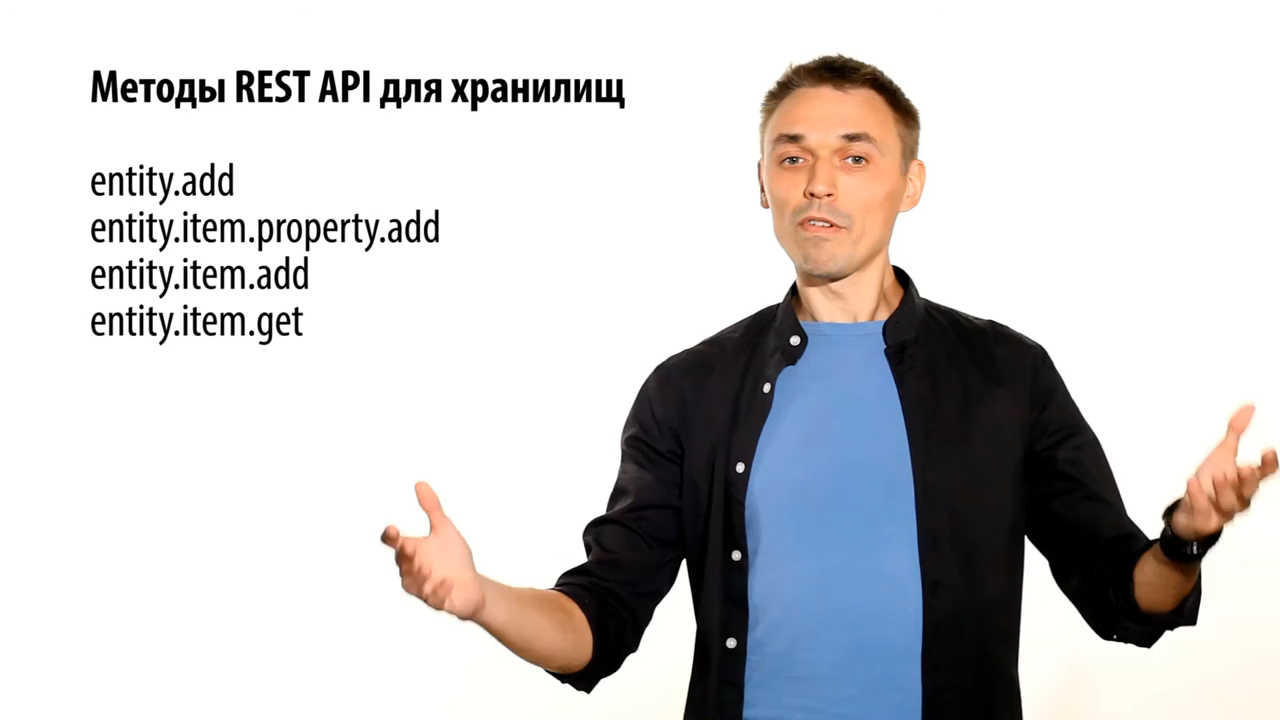 Методы REST API для хранилищ
entity.add
entity.item.property.add
entity.item.add
entity.item.get